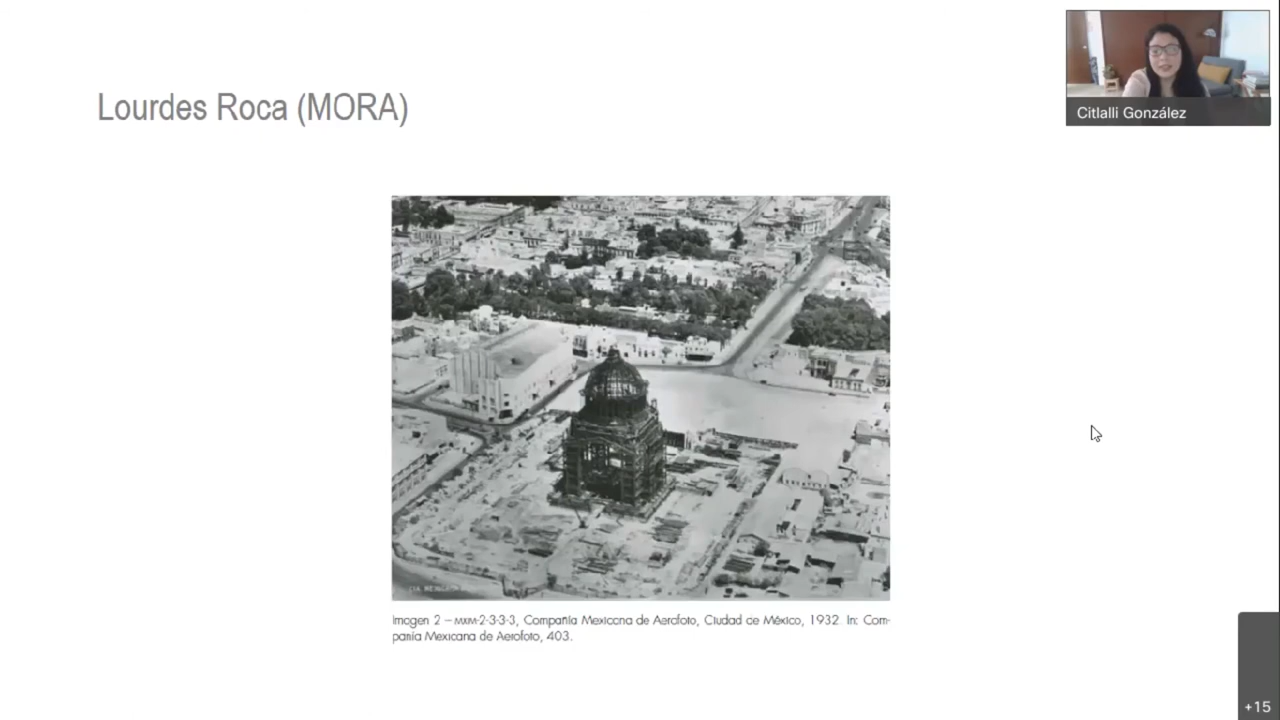 Lourdes Roca (MORA)
Citlalli González
Imagen 2 – MXM-2-3-3-3, Compañía Mexicana de Aerofoto, Ciudad de México, 1932. In: Com-
pañía Mexicana de Aerofoto, 403.
+15